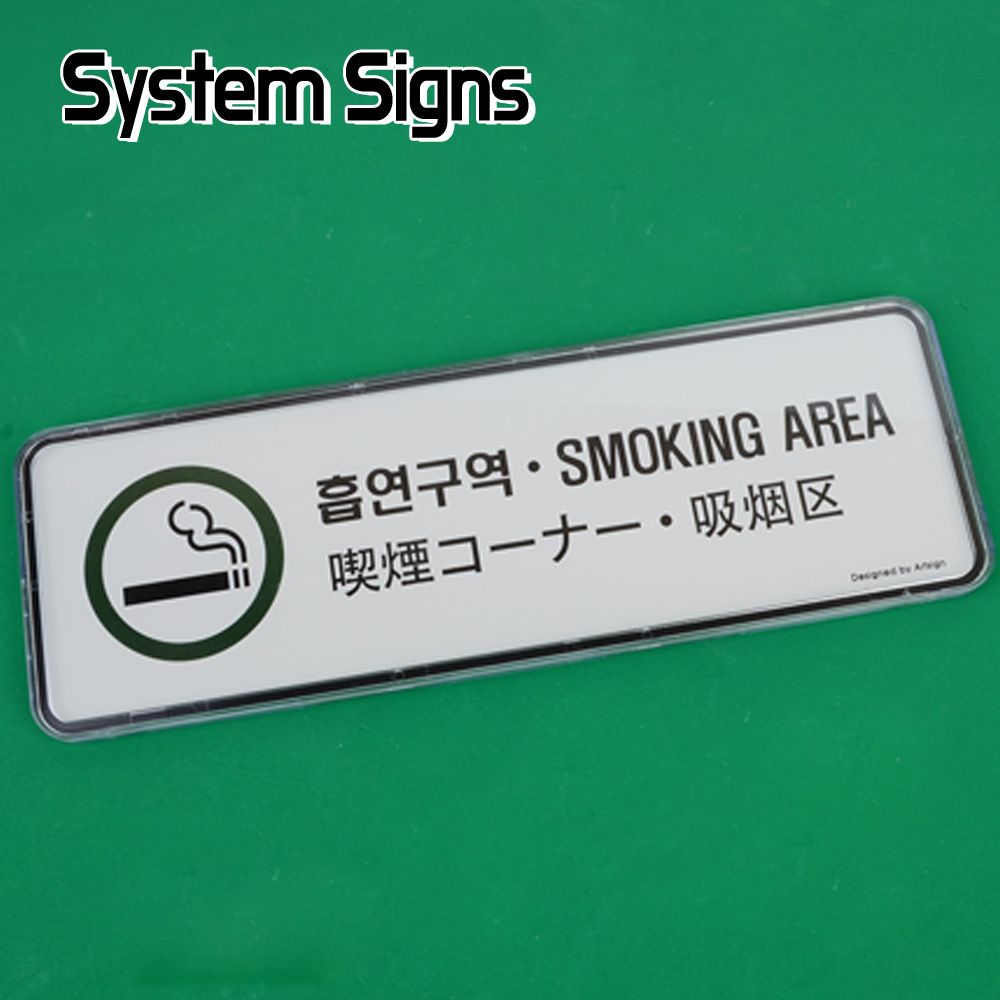 System Signs
흡연구역 · SMOKING AREA
喫煙コーナー · 吸烟区
Designed by Artsign